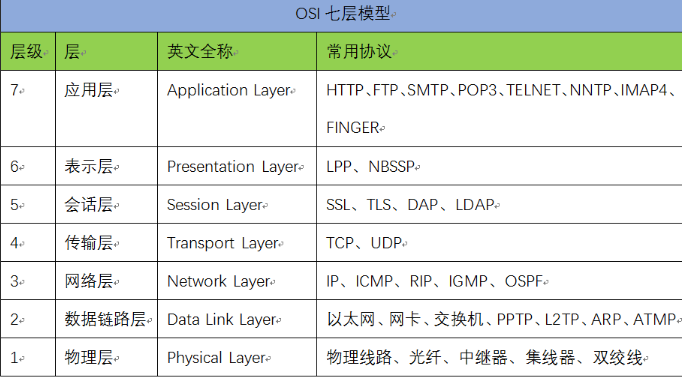 OSI 七层模型
层级 层 英文全称 常用协议
7 应用层 Application Layer HTTP、FTP、SMTP、POP3、TELNET、NNTP、IMAP4、
FINGER
6 表示层 Presentation Layer LPP、NBSSP
5 会话层 Session Layer SSL、TLS、DAP、LDAP
4 传输层 Transport Layer TCP、UDP
3 网络层 Network Layer IP、ICMP、RIP、IGMP、OSPF
2 数据链路层 Data Link Layer 以太网、网卡、交换机、PPTP、L2TP、ARP、ATMP
1 物理层 Physical Layer 物理线路、光纤、中继器、集线器、双绞线